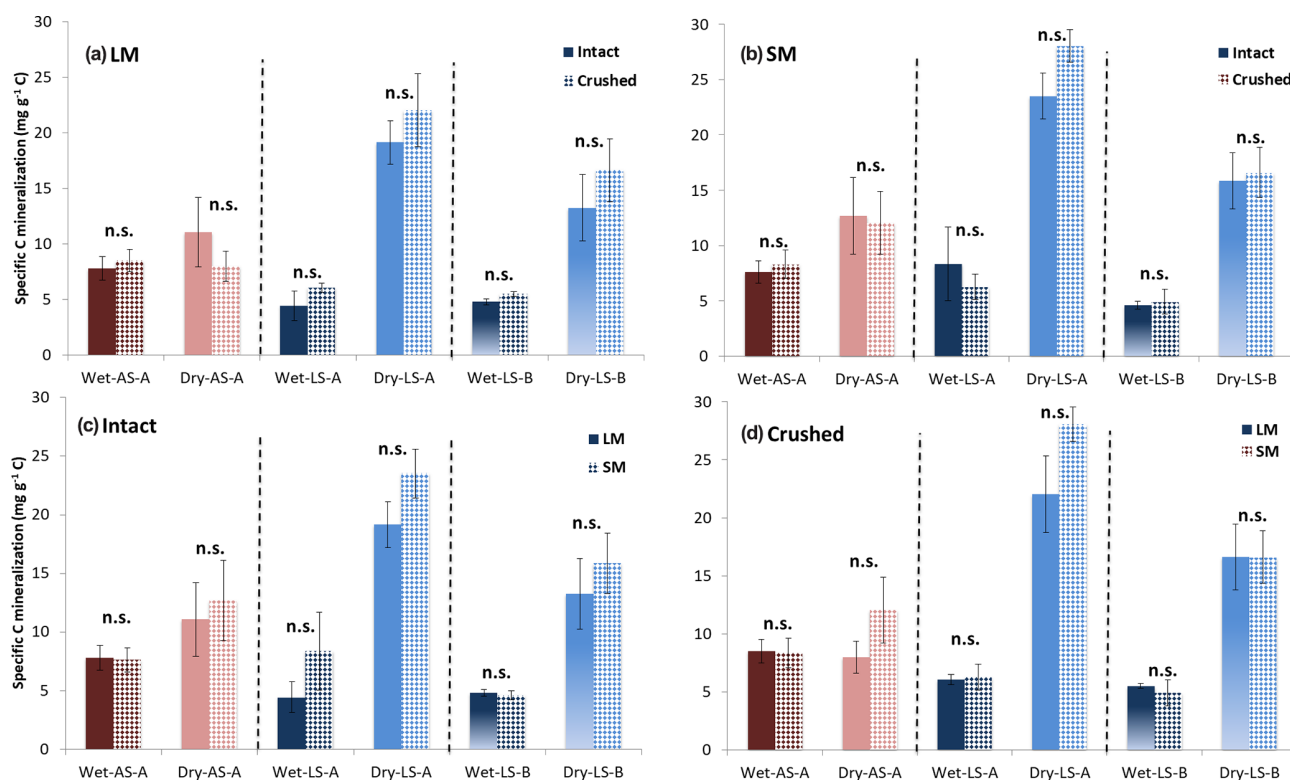 (a) LM
Intact
Crushed
Specific C mineralization (mg g⁻¹ C)
30
25
20
15
10
5
0
n.s.
n.s.
n.s.
n.s.
n.s.
n.s.
Wet-AS-A Dry-AS-A Wet-LS-A Dry-LS-A Wet-LS-B Dry-LS-B
(b) SM
Intact
Crushed
30
25
20
15
10
5
0
n.s.
n.s.
n.s.
n.s.
n.s.
n.s.
Wet-AS-A Dry-AS-A Wet-LS-A Dry-LS-A Wet-LS-B Dry-LS-B
(c) Intact
LM
SM
Specific C mineralization (mg g⁻¹ C)
30
25
20
15
10
5
0
n.s.
n.s.
n.s.
n.s.
n.s.
n.s.
Wet-AS-A Dry-AS-A Wet-LS-A Dry-LS-A Wet-LS-B Dry-LS-B
(d) Crushed
LM
SM
30
25
20
15
10
5
0
n.s.
n.s.
n.s.
n.s.
n.s.
n.s.
Wet-AS-A Dry-AS-A Wet-LS-A Dry-LS-A Wet-LS-B Dry-LS-B